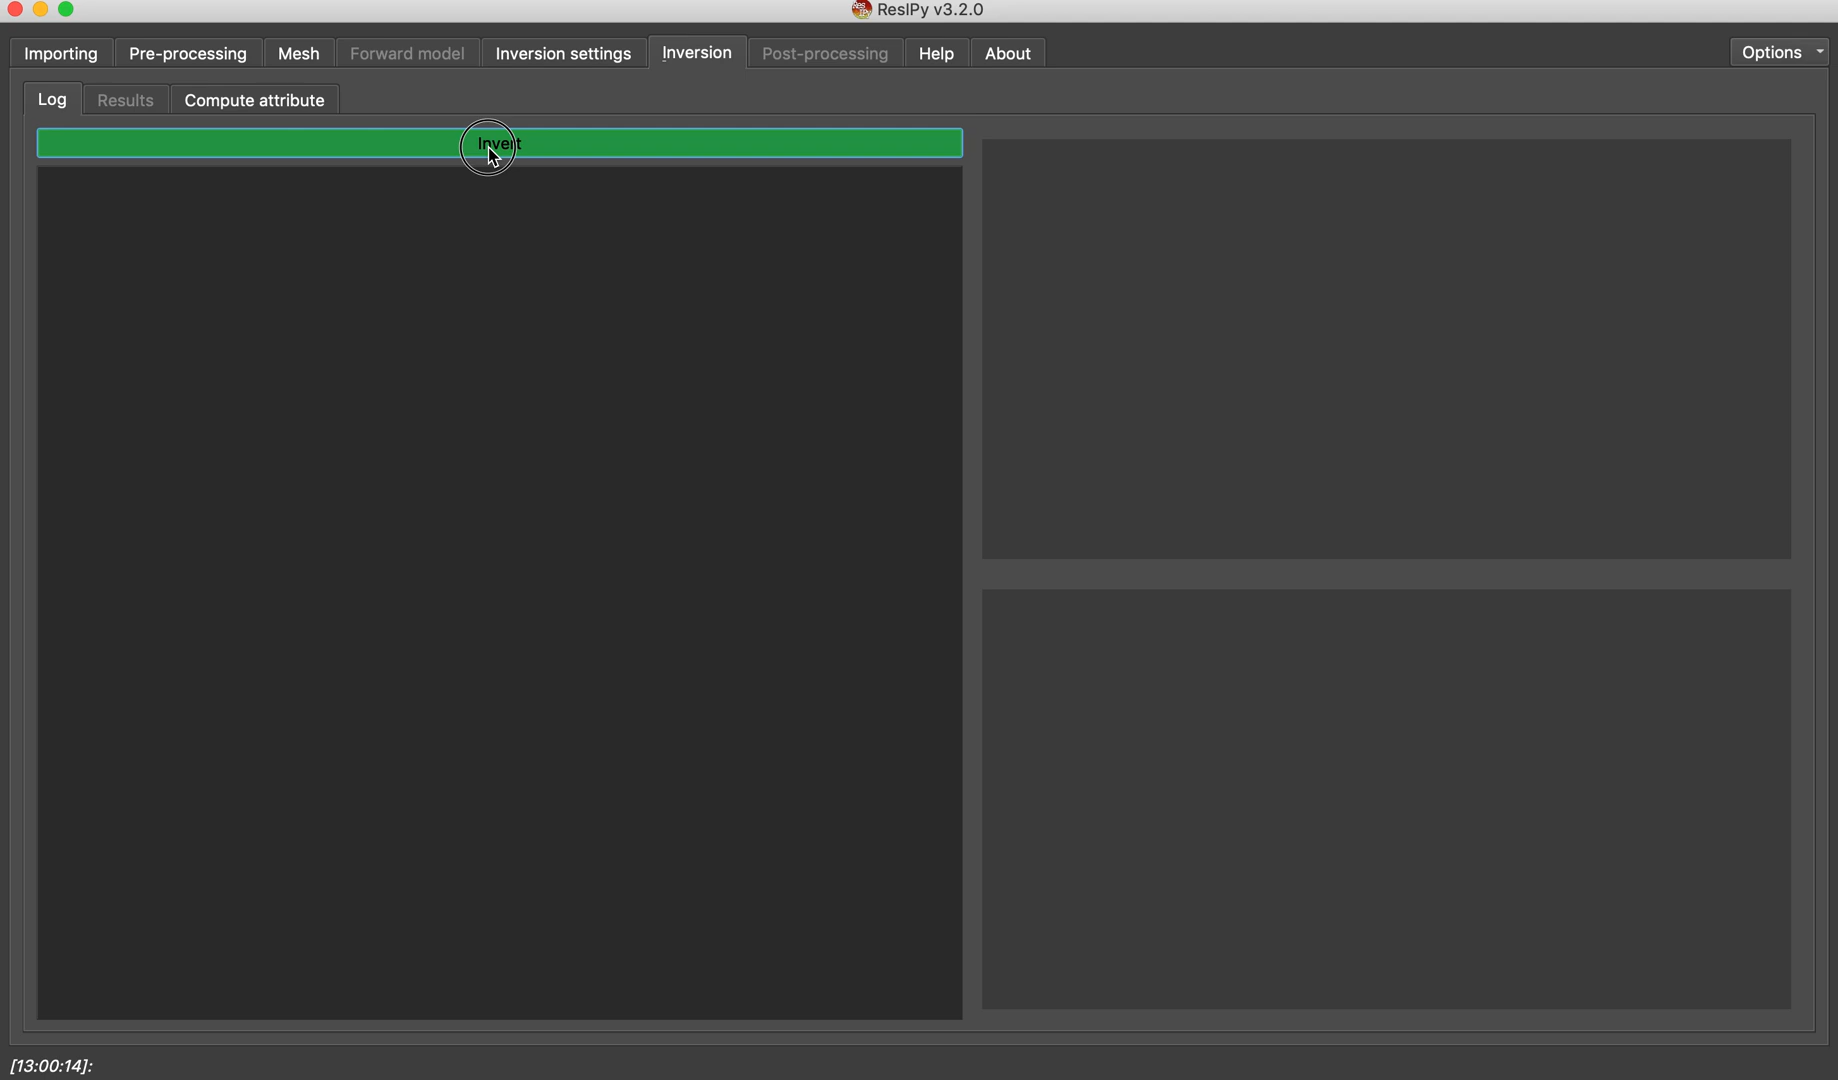 ResIPy v3.2.0
Importing Pre-processing Mesh Forward model Inversion settings Inversion Post-processing Help About Options
Log Results Compute attribute
Invert
[13:00:14]: